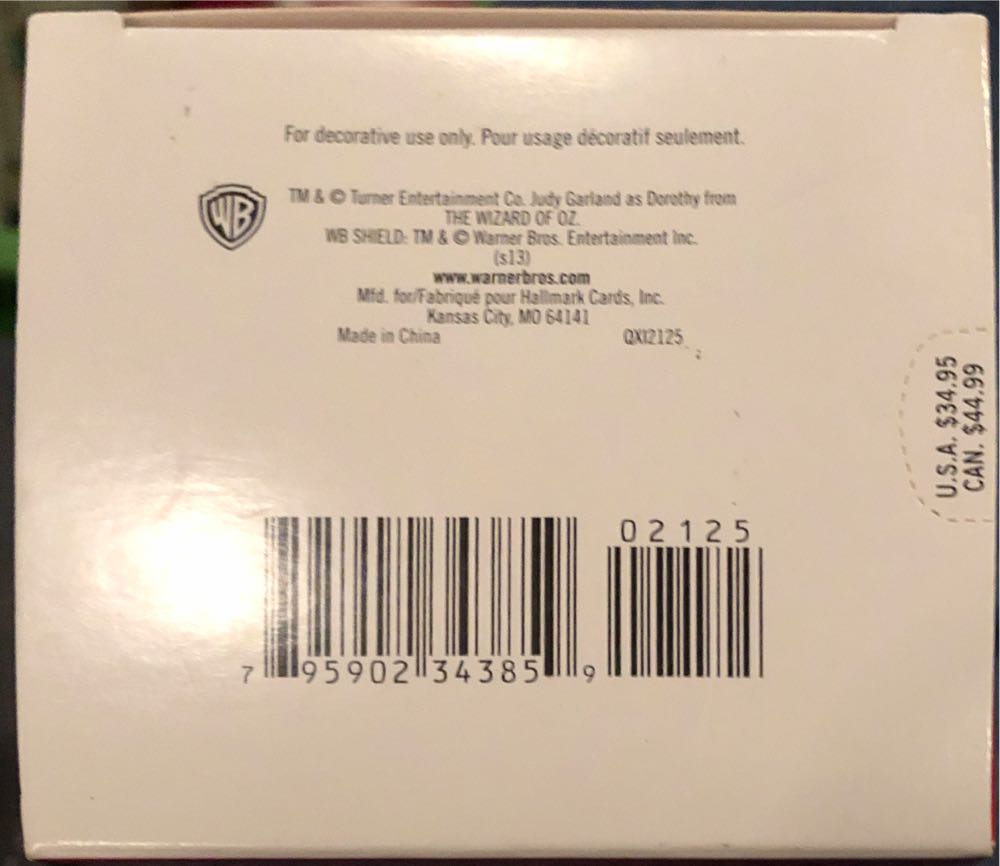 For decorative use only. Pour usage décoratif seulement.
WB
TM & © Turner Entertainment Co. Judy Garland as Dorothy from
THE WIZARD OF OZ.
WB SHIELD: TM & © Warner Bros. Entertainment Inc.
(s13)
www.warnerbros.com
Mfd. for/Fabriqué pour Hallmark Cards, Inc.
Kansas City, MO 64141
Made in China QXI2125
U.S.A. $34.95
CAN. $44.99
02125
7 95902 34385 9